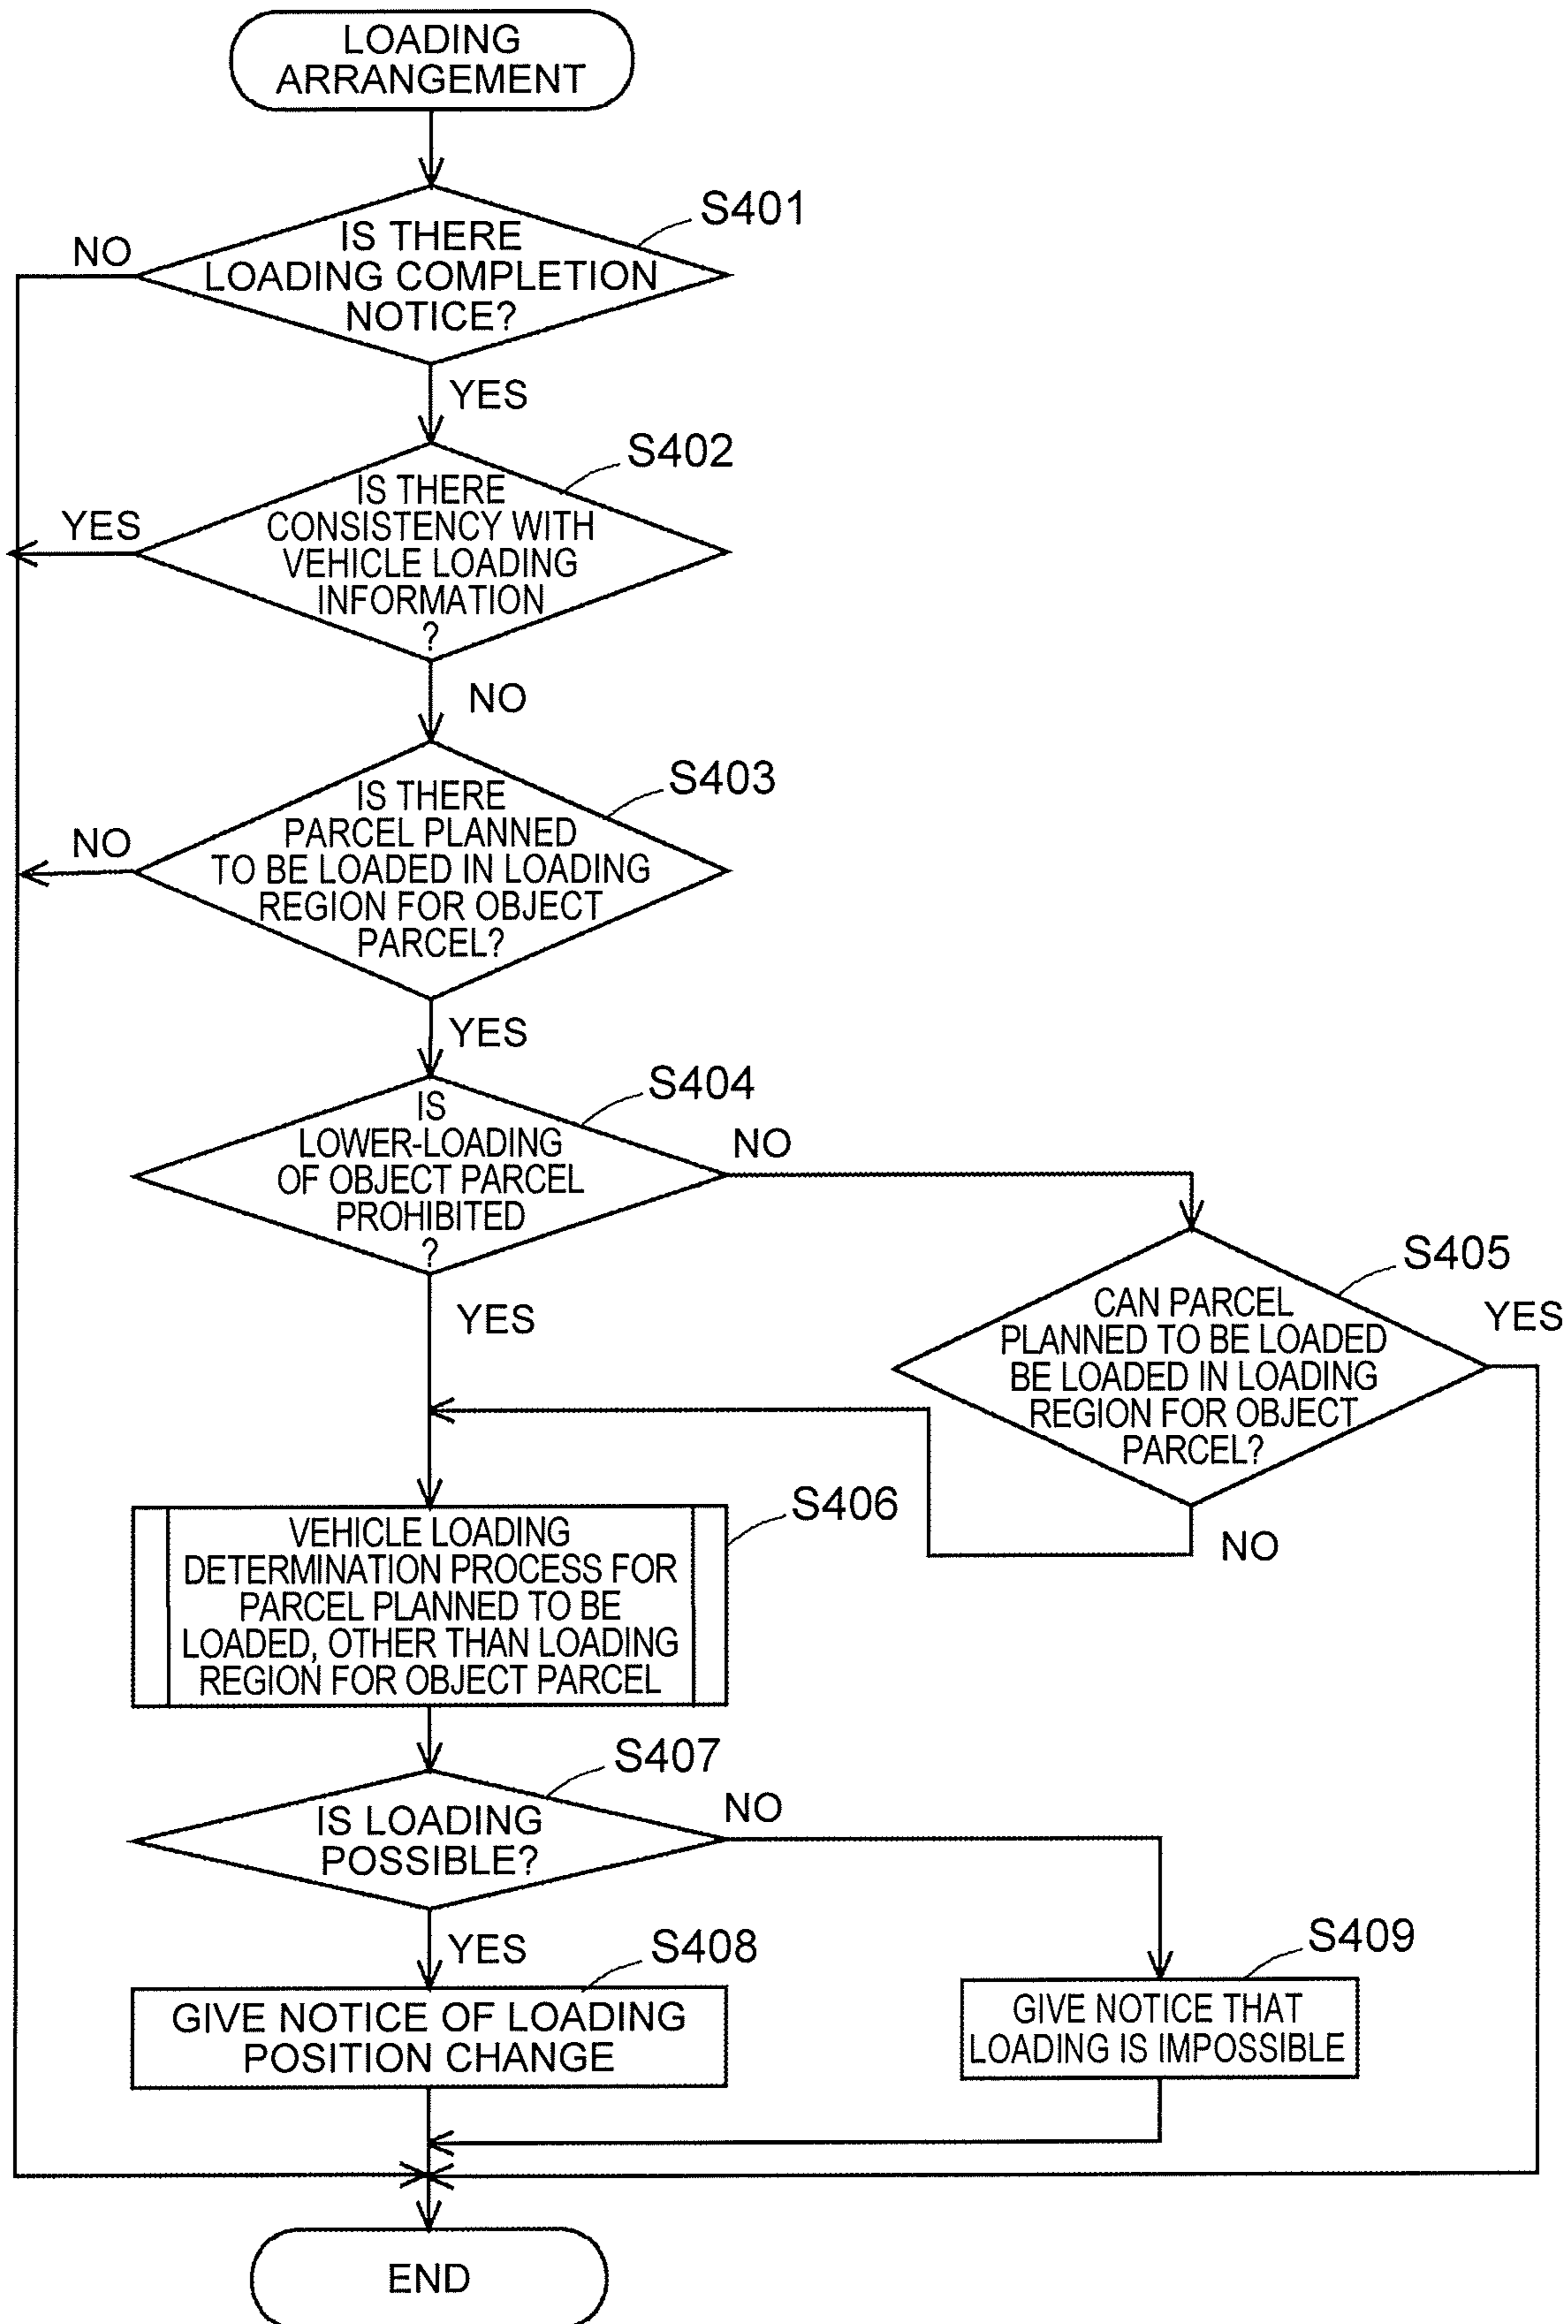 LOADING
ARRANGEMENT
S401
IS THERE
LOADING COMPLETION
NOTICE?
NO
YES
S402
IS THERE
CONSISTENCY WITH
VEHICLE LOADING
INFORMATION
?
YES
NO
S403
IS THERE
PARCEL PLANNED
TO BE LOADED IN LOADING
REGION FOR OBJECT
PARCEL?
NO
YES
S404
IS
LOWER-LOADING
OF OBJECT PARCEL
PROHIBITED
?
NO
YES
S405
CAN PARCEL
PLANNED TO BE LOADED
BE LOADED IN LOADING
REGION FOR OBJECT
PARCEL?
YES
NO
S406
VEHICLE LOADING
DETERMINATION PROCESS FOR
PARCEL PLANNED TO BE
LOADED, OTHER THAN LOADING
REGION FOR OBJECT PARCEL
S407
IS LOADING
POSSIBLE?
NO
YES
S408
GIVE NOTICE OF LOADING
POSITION CHANGE
S409
GIVE NOTICE THAT
LOADING IS IMPOSSIBLE
END